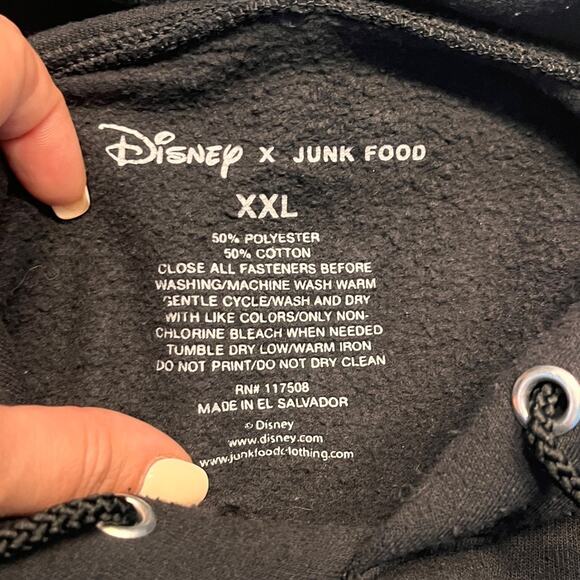 Disney X JUNK FOOD
XXL
50% POLYESTER
50% COTTON
CLOSE ALL FASTENERS BEFORE
WASHING/MACHINE WASH WARM
GENTLE CYCLE/WASH AND DRY
WITH LIKE COLORS/ONLY NON-
CHLORINE BLEACH WHEN NEEDED
TUMBLE DRY LOW/WARM IRON
DO NOT PRINT/DO NOT DRY CLEAN
RN# 117508
MADE IN EL SALVADOR
© Disney
www.disney.com
www.junkfoodclothing.com